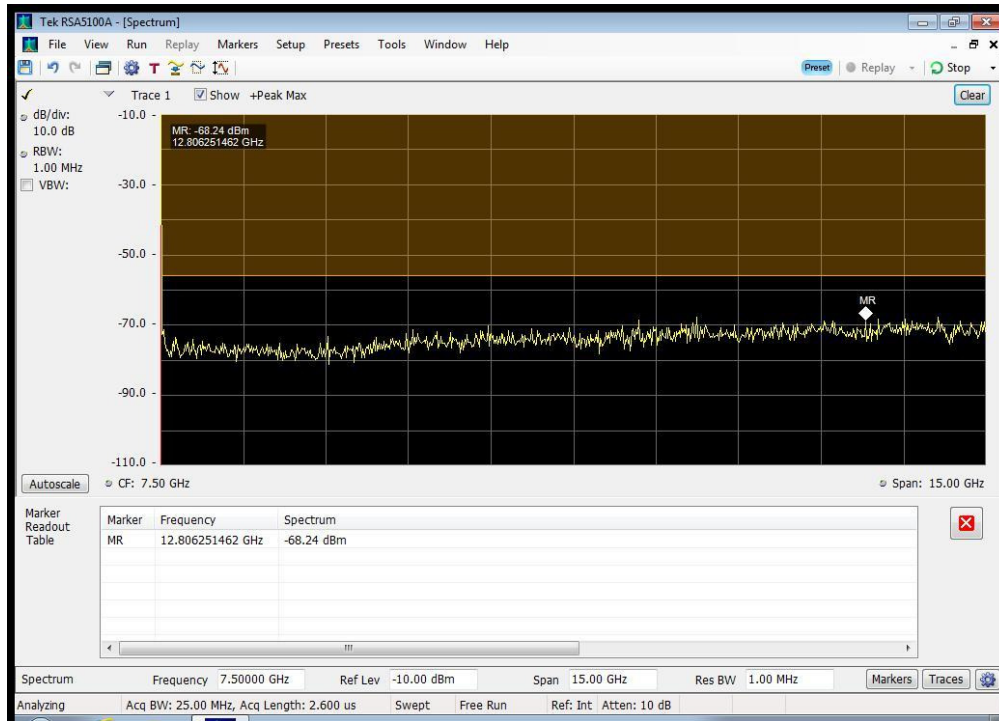 Tek RSA5100A - [Spectrum]
File View Run Replay Markers Setup Presets Tools Window Help
T Preset Replay Stop
Trace 1 Show +Peak Max Clear
dB/div:
10.0 dB
RBW:
1.00 MHz
VBW:
-10.0
MR: -68.24 dBm
12.806251462 GHz
-30.0
-50.0
MR
-70.0
-90.0
-110.0
Autoscale CF: 7.50 GHz Span: 15.00 GHz
Marker Readout Table
Marker Frequency Spectrum
MR 12.806251462 GHz -68.24 dBm
Spectrum Frequency 7.50000 GHz Ref Lev -10.00 dBm Span 15.00 GHz Res BW 1.00 MHz Markers Traces
Analyzing Acq BW: 25.00 MHz, Acq Length: 2.600 us Swept Free Run Ref: Int Atten: 10 dB